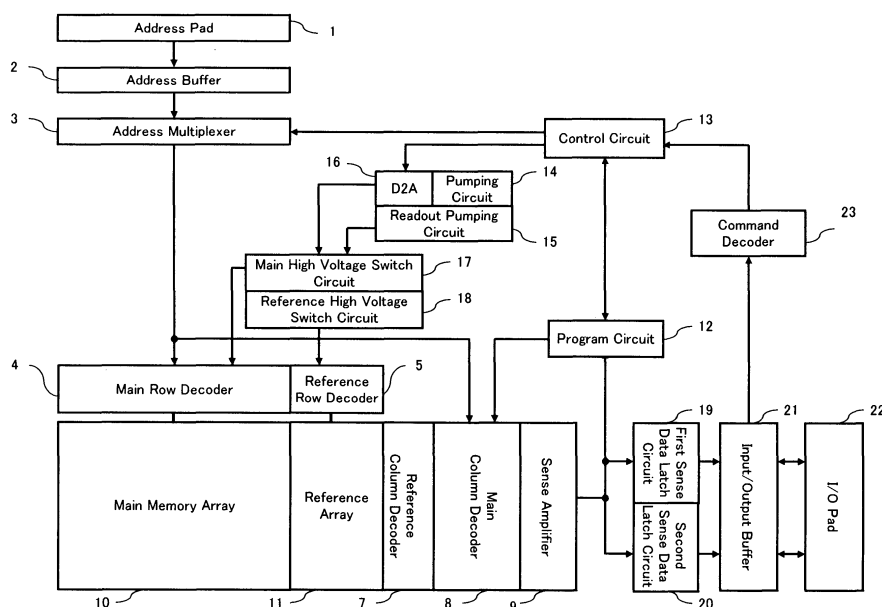 Address Pad
1
2
Address Buffer
3
Address Multiplexer
Control Circuit
13
16
D2A
Pumping
Circuit
14
Readout Pumping
Circuit
15
Command
Decoder
23
Main High Voltage Switch
Circuit
17
Reference High Voltage
Switch Circuit
18
Program Circuit
12
4
Main Row Decoder
Reference
Row Decoder
5
Main Memory Array
Reference
Array
Reference
Column Decoder
Main
Column Decoder
Sense Amplifier
First Sense
Data Latch
Circuit
19
Second
Sense Data
Latch Circuit
Input/Output Buffer
21
I/O Pad
22
10
11
7
8
9
20